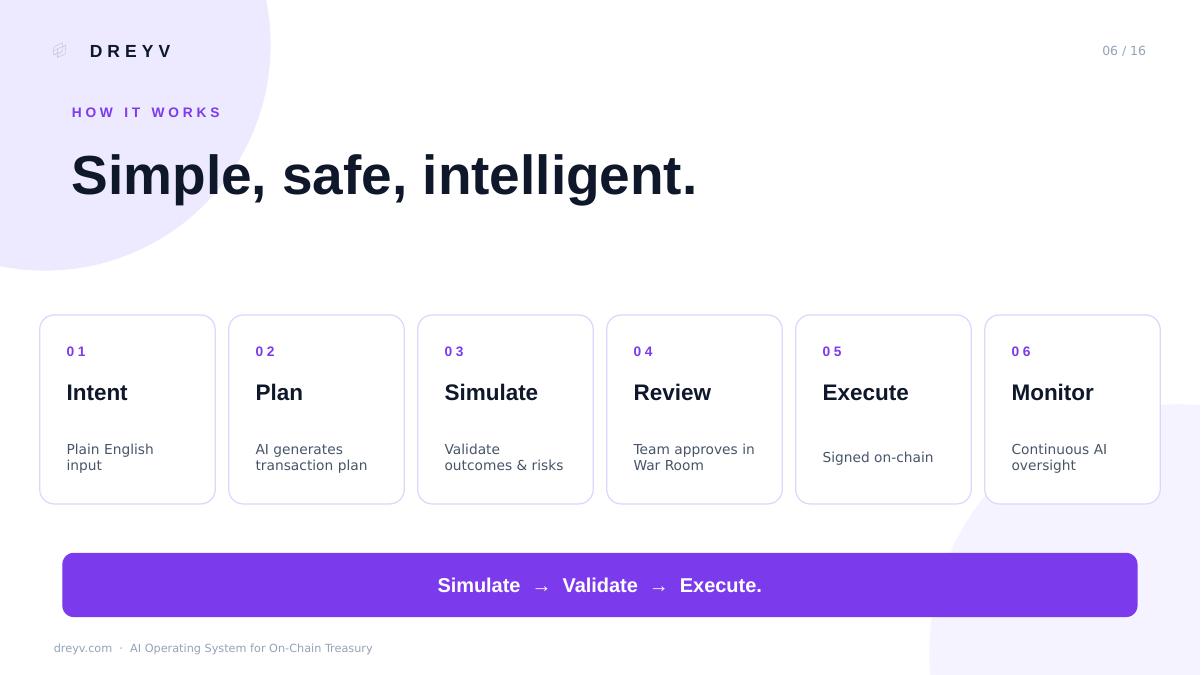 DREYV
06 / 16
HOW IT WORKS
Simple, safe, intelligent.
01
Intent
Plain English
input
02
Plan
AI generates
transaction plan
03
Simulate
Validate
outcomes & risks
04
Review
Team approves in
War Room
05
Execute
Signed on-chain
06
Monitor
Continuous AI
oversight
Simulate → Validate → Execute.
dreyv.com · AI Operating System for On-Chain Treasury